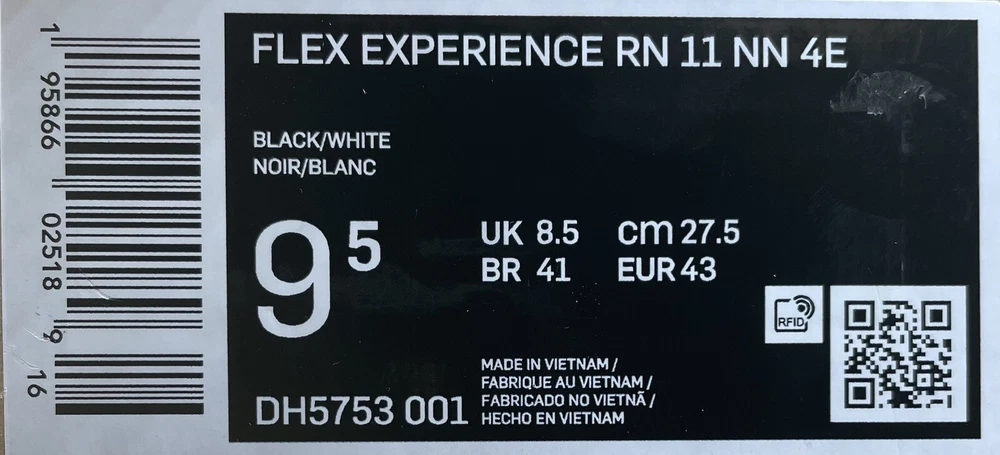 FLEX EXPERIENCE RN 11 NN 4E
BLACK/WHITE
NOIR/BLANC
9 5
UK 8.5 cm 27.5
BR 41 EUR 43
RFID
MADE IN VIETNAM /
FABRIQUE AU VIETNAM /
FABRICADO NO VIETNÃ /
HECHO EN VIETNAM
DH5753 001
1 95866 02518 9 16